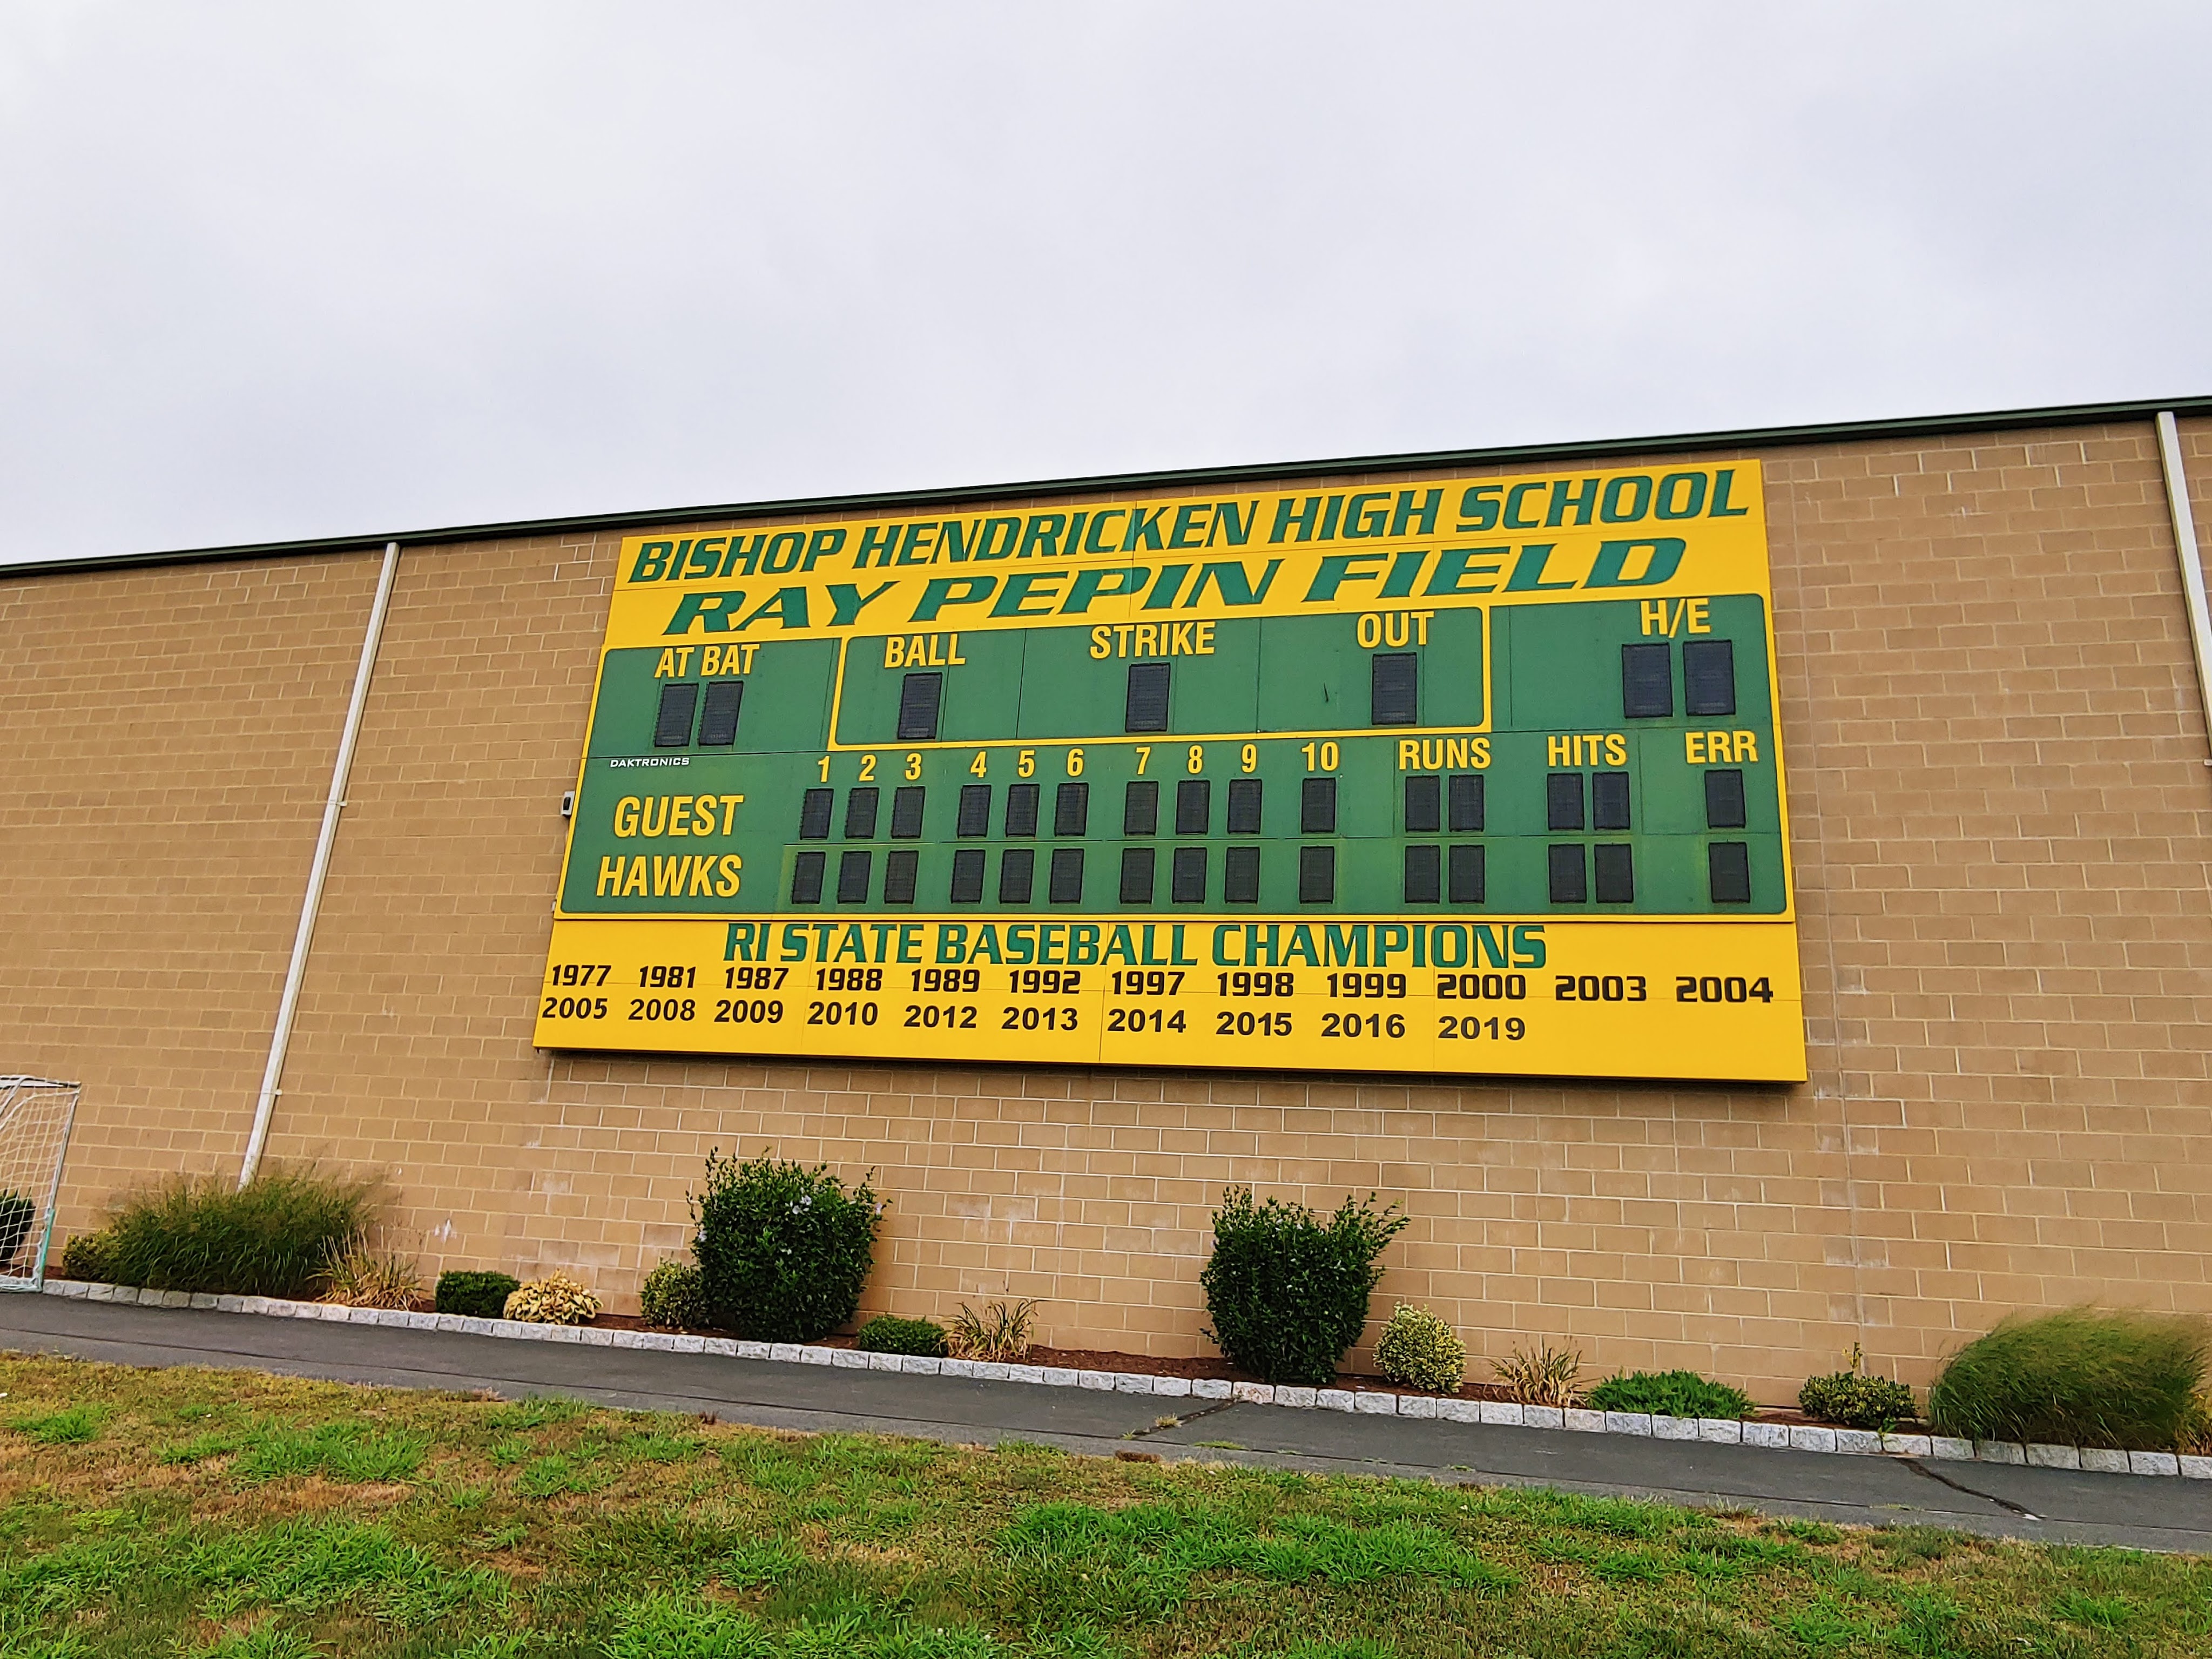 BISHOP HENDRICKEN HIGH SCHOOL
RAY PEPIN FIELD
AT BAT BALL STRIKE OUT H/E
DAKTRONICS
1 2 3 4 5 6 7 8 9 10 RUNS HITS ERR
GUEST
HAWKS
RI STATE BASEBALL CHAMPIONS
1977 1981 1987 1988 1989 1992 1997 1998 1999 2000 2003 2004
2005 2008 2009 2010 2012 2013 2014 2015 2016 2019